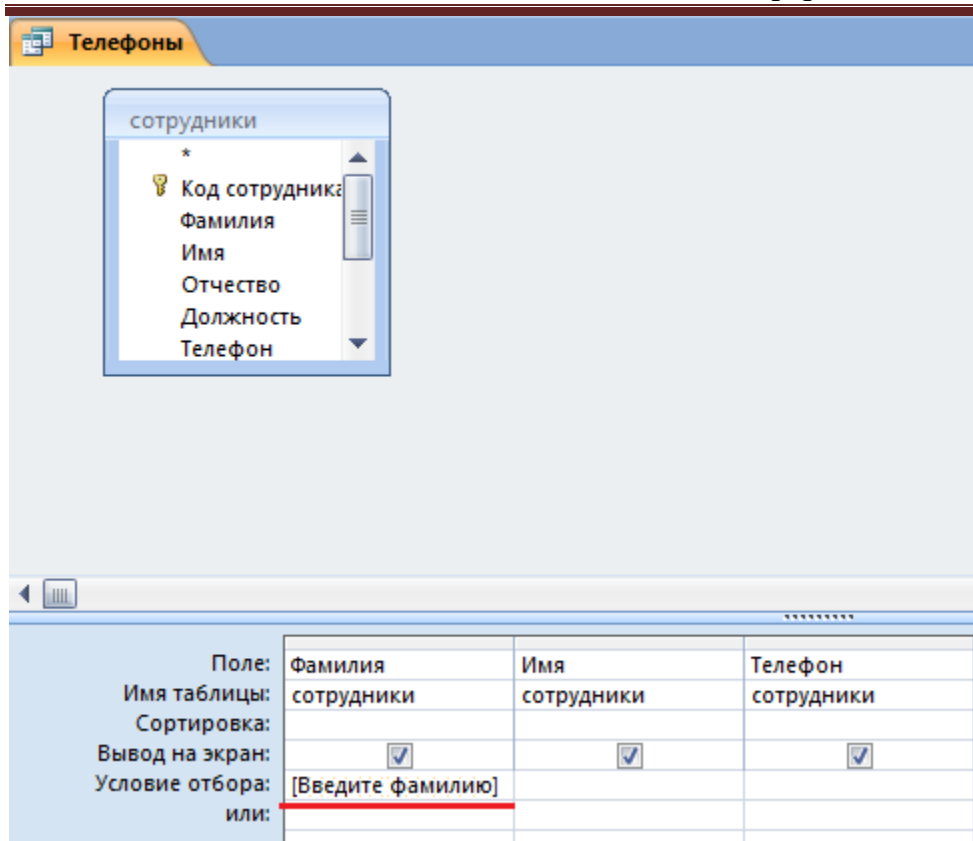 Телефоны
сотрудники
*
Код сотрудника
Фамилия
Имя
Отчество
Должность
Телефон
Поле: Фамилия Имя Телефон
Имя таблицы: сотрудники сотрудники сотрудники
Сортировка:
Вывод на экран:
Условие отбора: [Введите фамилию]
или: